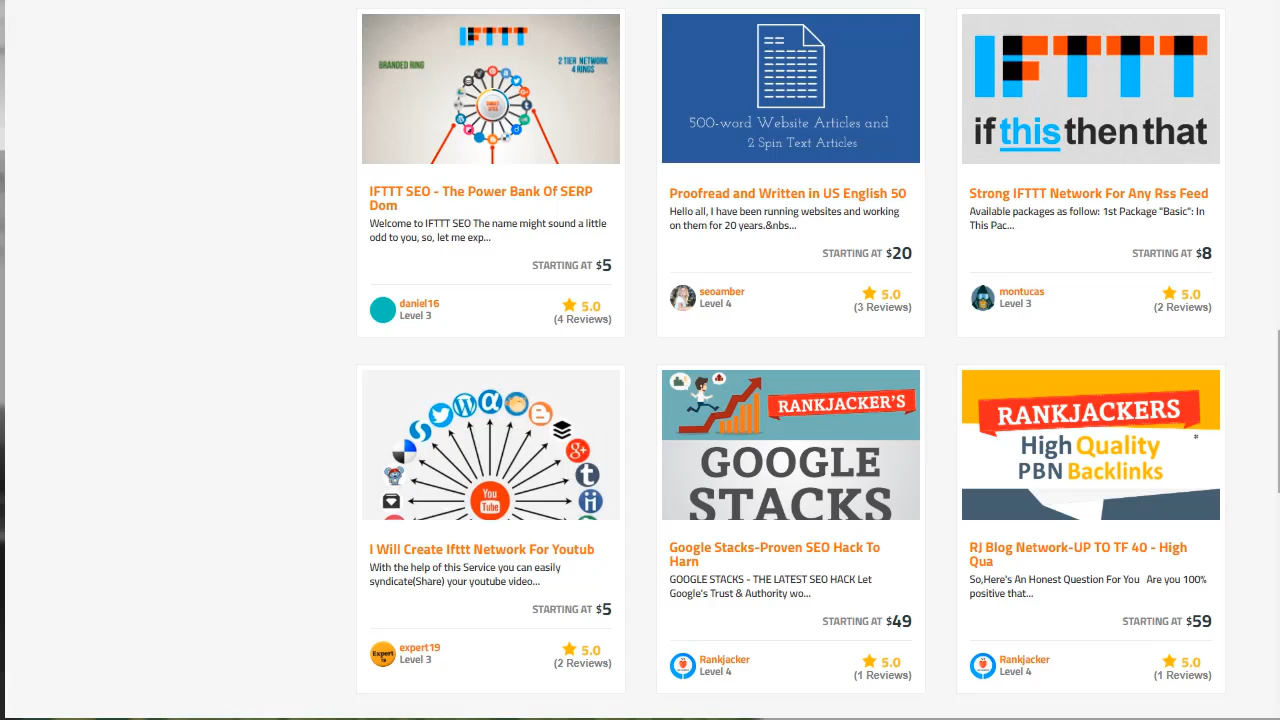 IFTTT
BRANDED RING
2 TIER NETWORK
4 RINGS
IFTTT SEO - The Power Bank Of SERP
Dom
Welcome to IFTTT SEO The name might sound a little
odd to you, so, let me exp...
STARTING AT $5
daniel16
Level 3
5.0
(4 Reviews)
500-word Website Articles and
2 Spin Text Articles
Proofread and Written in US English 50
Hello all, I have been running websites and working
on them for 20 years.&nbs...
STARTING AT $20
seoamber
Level 4
5.0
(3 Reviews)
IFTTT
if this then that
Strong IFTTT Network For Any Rss Feed
Available packages as follow: 1st Package "Basic": In
This Pac...
STARTING AT $8
montucas
Level 3
5.0
(2 Reviews)
You
Tube
I Will Create Ifttt Network For Youtub
With the help of this Service you can easily
syndicate(Share) your youtube video...
STARTING AT $5
Expert
19
expert19
Level 3
5.0
(2 Reviews)
RANKJACKER'S
GOOGLE
STACKS
Google Stacks-Proven SEO Hack To
Harn
GOOGLE STACKS - THE LATEST SEO HACK Let
Google's Trust & Authority wo...
STARTING AT $49
Rankjacker
Level 4
5.0
(1 Reviews)
RANKJACKERS
High Quality
PBN Backlinks
RJ Blog Network-UP TO TF 40 - High
Qua
So,Here's An Honest Question For You   Are you 100%
positive that...
STARTING AT $59
Rankjacker
Level 4
5.0
(1 Reviews)